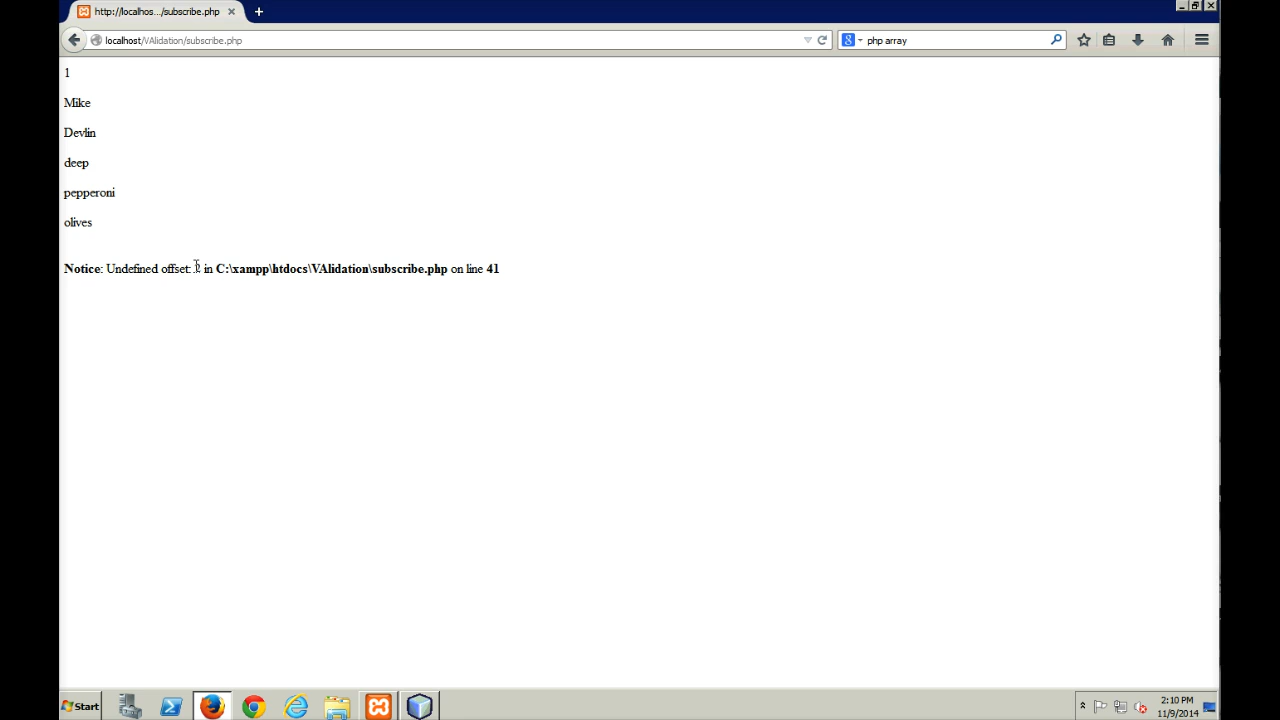 http://localhos.../subscribe.php
localhost/VAlidation/subscribe.php
php array
1
Mike
Devlin
deep
pepperoni
olives
Notice: Undefined offset: 2 in C:\xampp\htdocs\VAlidation\subscribe.php on line 41
Start
2:10 PM
11/9/2014